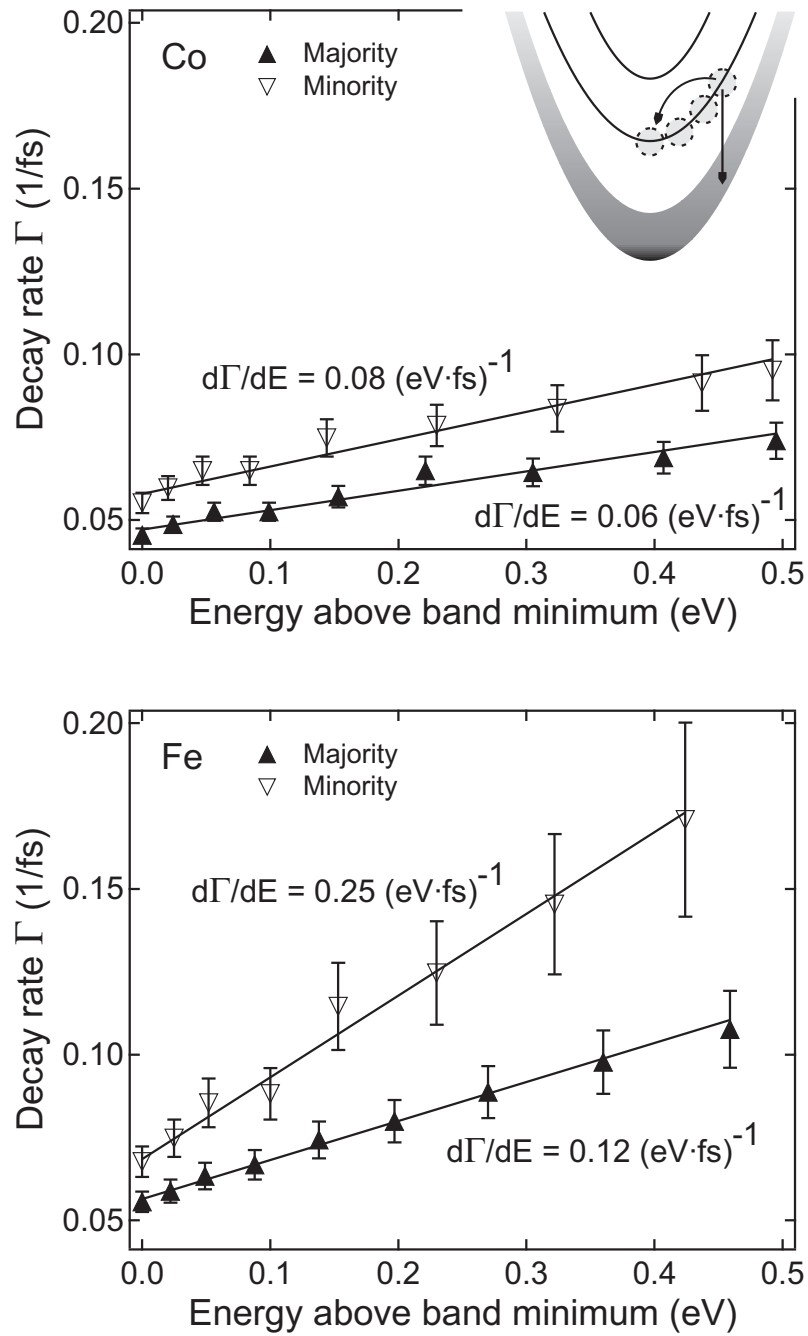 Co
▲ Majority
▽ Minority
0.20
0.15
0.10
0.05
Decay rate Γ (1/fs)
dΓ/dE = 0.08 (eV·fs)⁻¹
dΓ/dE = 0.06 (eV·fs)⁻¹
0.0 0.1 0.2 0.3 0.4 0.5
Energy above band minimum (eV)
Fe
▲ Majority
▽ Minority
0.20
0.15
0.10
0.05
Decay rate Γ (1/fs)
dΓ/dE = 0.25 (eV·fs)⁻¹
dΓ/dE = 0.12 (eV·fs)⁻¹
0.0 0.1 0.2 0.3 0.4 0.5
Energy above band minimum (eV)